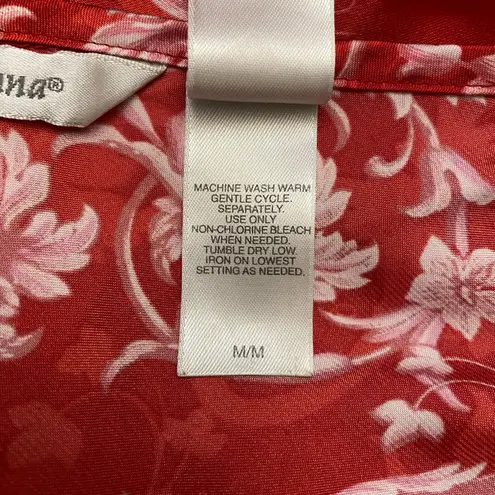 MACHINE WASH WARM
GENTLE CYCLE.
SEPARATELY.
USE ONLY
NON-CHLORINE BLEACH
WHEN NEEDED.
TUMBLE DRY LOW.
IRON ON LOWEST
SETTING AS NEEDED.
M/M